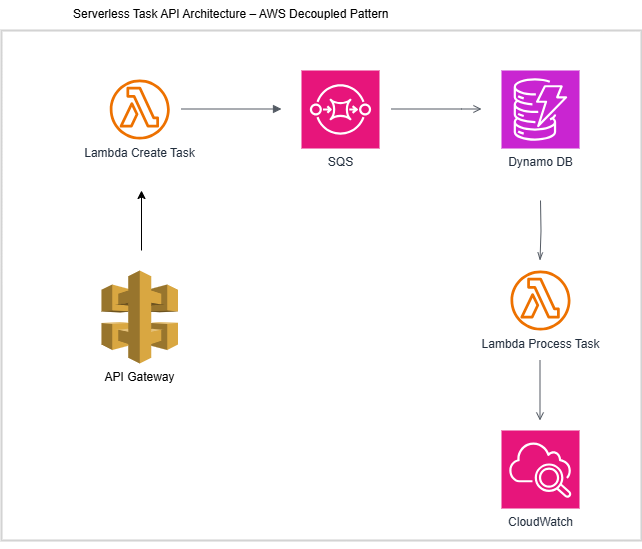 Serverless Task API Architecture – AWS Decoupled Pattern
Lambda Create Task
SQS
Dynamo DB
API Gateway
Lambda Process Task
CloudWatch